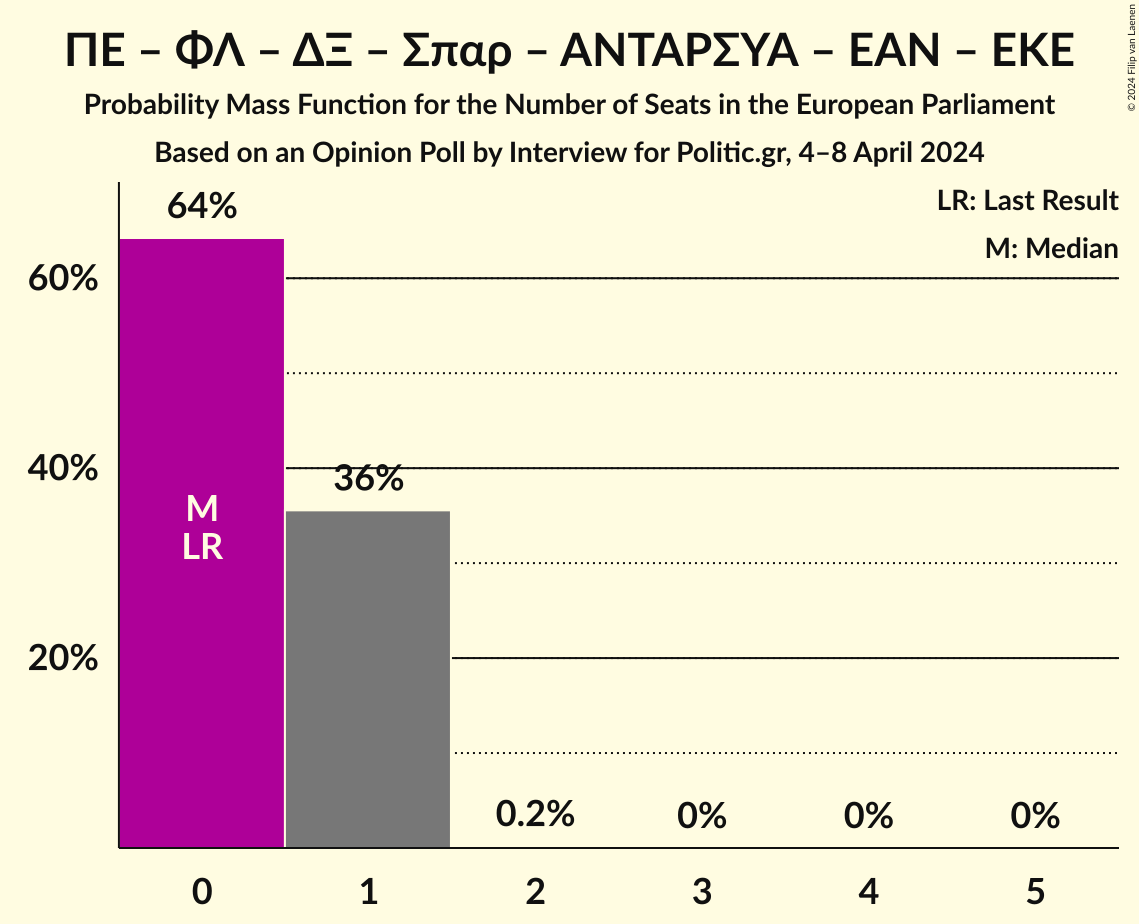 ΠΕ – ΦΛ – ΔΞ – Σπαρ – ΑΝΤΑΡΣΥΑ – ΕΑΝ – ΕΚΕ
Probability Mass Function for the Number of Seats in the European Parliament
Based on an Opinion Poll by Interview for Politic.gr, 4–8 April 2024
© 2024 Filip van Laenen
LR: Last Result
M: Median
64%
60%
40%
36%
M
LR
20%
0.2%
0%
0%
0%
0
1
2
3
4
5